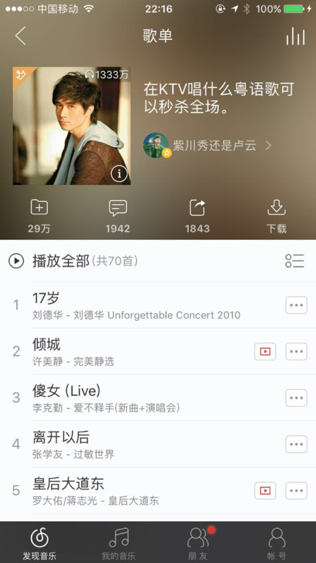 中国移动
22:16
100%
歌单
1333万
在KTV唱什么粤语歌可
以秒杀全场。
紫川秀还是卢云
29万
1942
1843
下载
播放全部(共70首)
1
17岁
刘德华 - 刘德华 Unforgettable Concert 2010
2
倾城
许美静 - 完美静选
3
傻女 (Live)
李克勤 - 爱不释手(新曲+演唱会)
4
离开以后
张学友 - 过敏世界
5
皇后大道东
罗大佑/蒋志光 - 皇后大道东
发现音乐
我的音乐
朋友
帐号